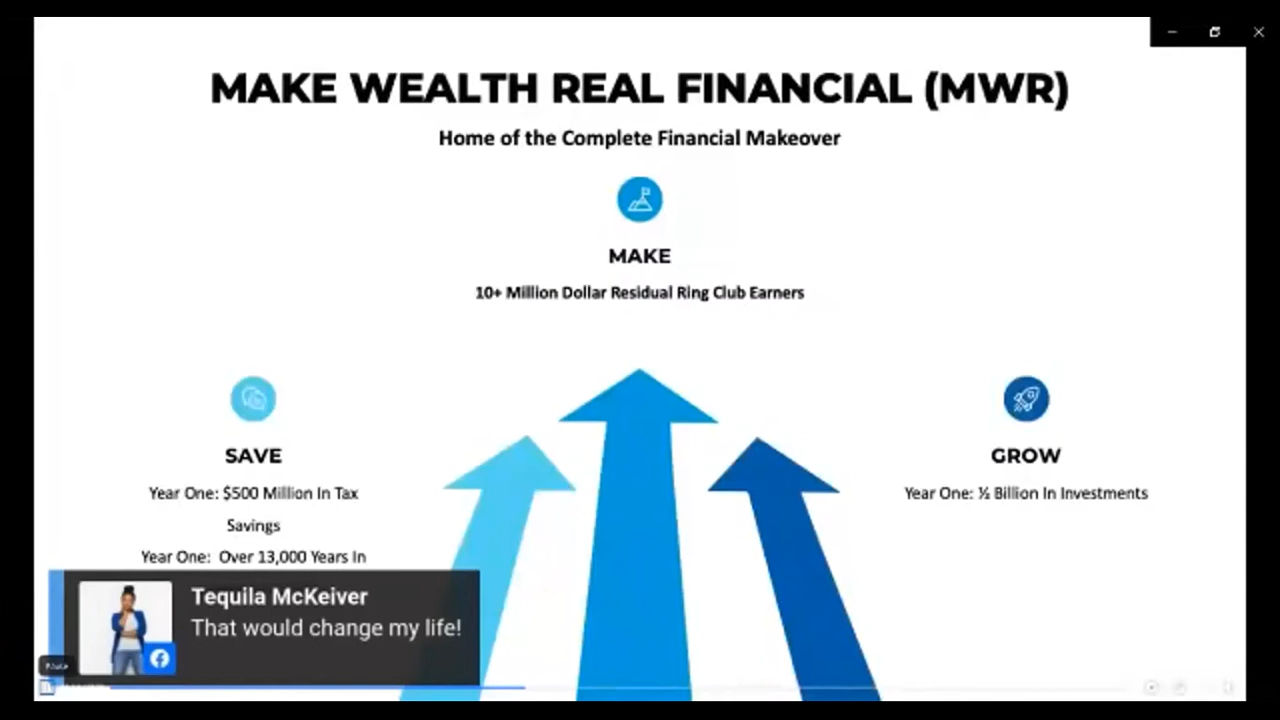 MAKE WEALTH REAL FINANCIAL (MWR)
Home of the Complete Financial Makeover
MAKE
10+ Million Dollar Residual Ring Club Earners
SAVE
Year One: $500 Million In Tax
Savings
Year One: Over 13,000 Years In
GROW
Year One: ½ Billion In Investments
Tequila McKeiver
That would change my life!